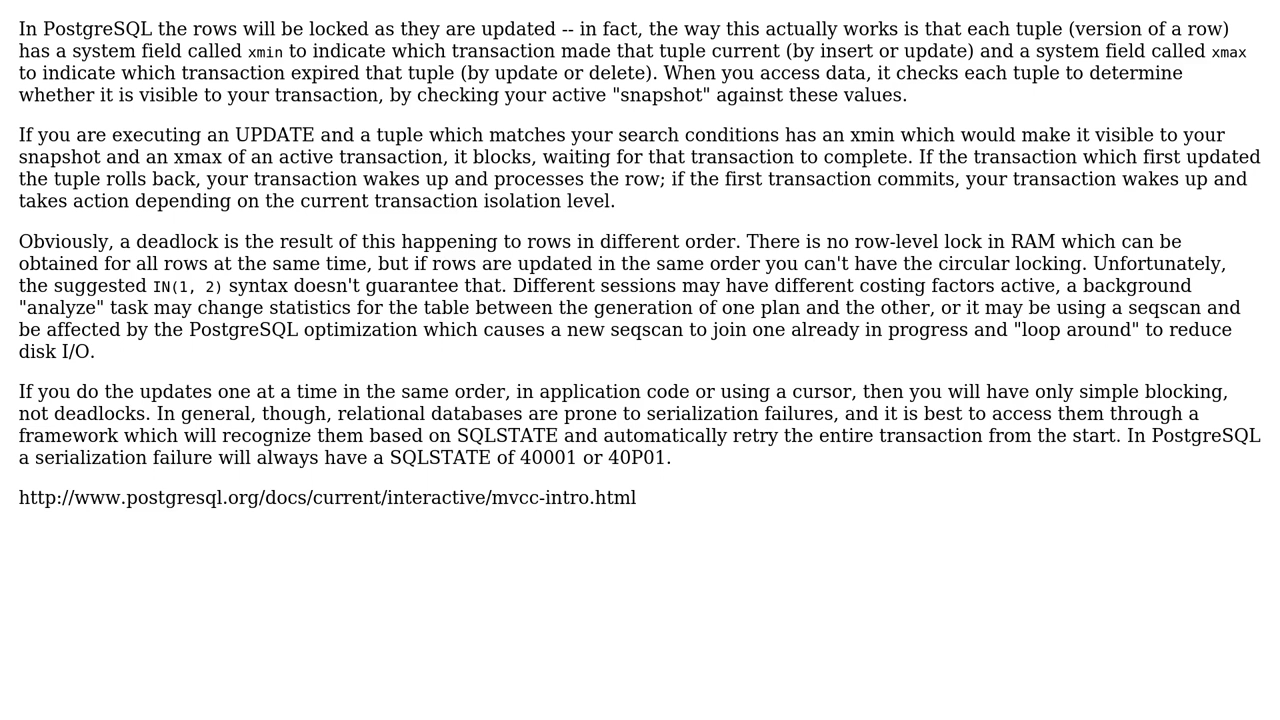 In PostgreSQL the rows will be locked as they are updated -- in fact, the way this actually works is that each tuple (version of a row)
has a system field called xmin to indicate which transaction made that tuple current (by insert or update) and a system field called xmax
to indicate which transaction expired that tuple (by update or delete). When you access data, it checks each tuple to determine
whether it is visible to your transaction, by checking your active "snapshot" against these values.
If you are executing an UPDATE and a tuple which matches your search conditions has an xmin which would make it visible to your
snapshot and an xmax of an active transaction, it blocks, waiting for that transaction to complete. If the transaction which first updated
the tuple rolls back, your transaction wakes up and processes the row; if the first transaction commits, your transaction wakes up and
takes action depending on the current transaction isolation level.
Obviously, a deadlock is the result of this happening to rows in different order. There is no row-level lock in RAM which can be
obtained for all rows at the same time, but if rows are updated in the same order you can't have the circular locking. Unfortunately,
the suggested IN(1, 2) syntax doesn't guarantee that. Different sessions may have different costing factors active, a background
"analyze" task may change statistics for the table between the generation of one plan and the other, or it may be using a seqscan and
be affected by the PostgreSQL optimization which causes a new seqscan to join one already in progress and "loop around" to reduce
disk I/O.
If you do the updates one at a time in the same order, in application code or using a cursor, then you will have only simple blocking,
not deadlocks. In general, though, relational databases are prone to serialization failures, and it is best to access them through a
framework which will recognize them based on SQLSTATE and automatically retry the entire transaction from the start. In PostgreSQL
a serialization failure will always have a SQLSTATE of 40001 or 40P01.
http://www.postgresql.org/docs/current/interactive/mvcc-intro.html